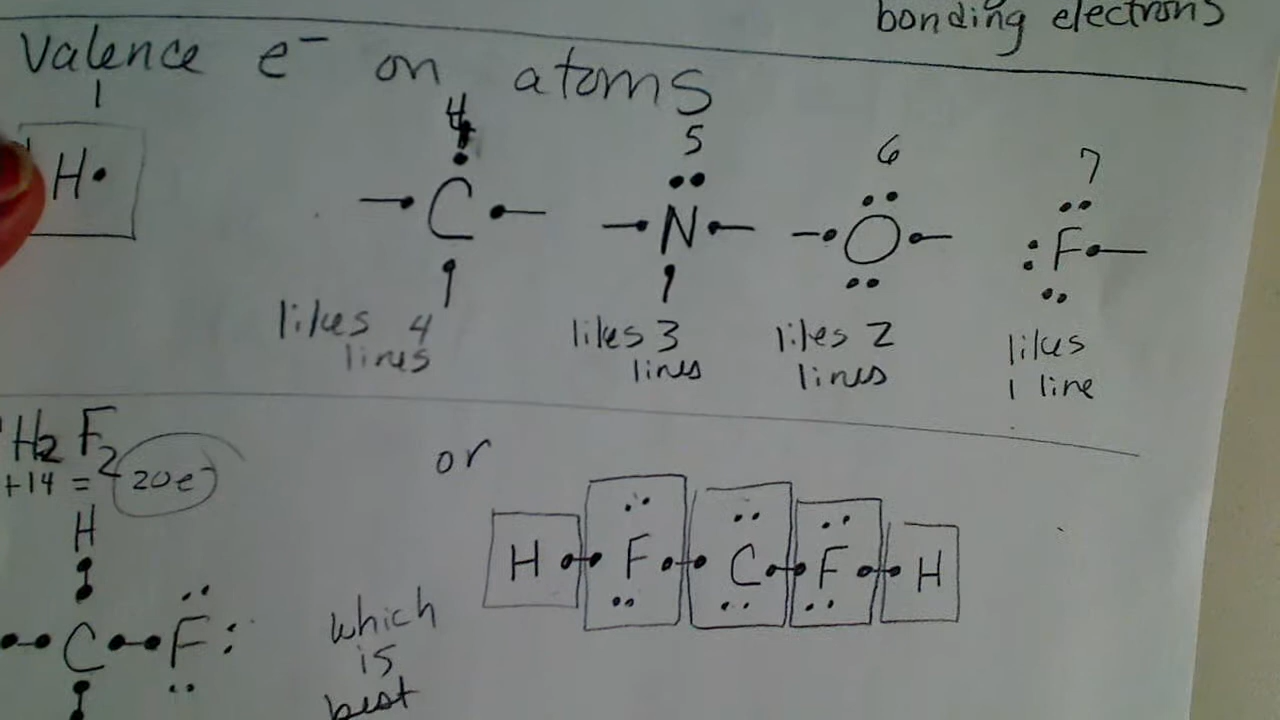 bonding electrons
Valence e⁻ on atoms
1 4 5 6 7
H C N O F
likes 4 lines
likes 3 lines
likes 2 lines
likes 1 line
H₂ F₂
+14 = 20e⁻
or
H F C F H
H
C F
which
is
best